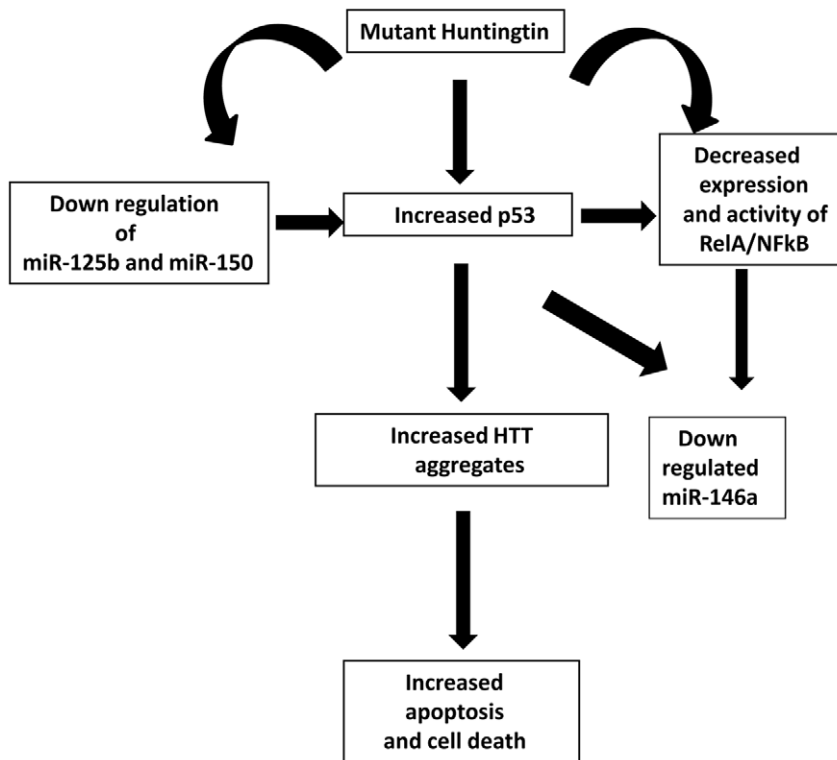 Mutant Huntingtin
Down regulation
of
miR-125b and miR-150
Increased p53
Decreased
expression
and activity of
RelA/NFkB
Increased HTT
aggregates
Down
regulated
miR-146a
Increased
apoptosis
and cell death